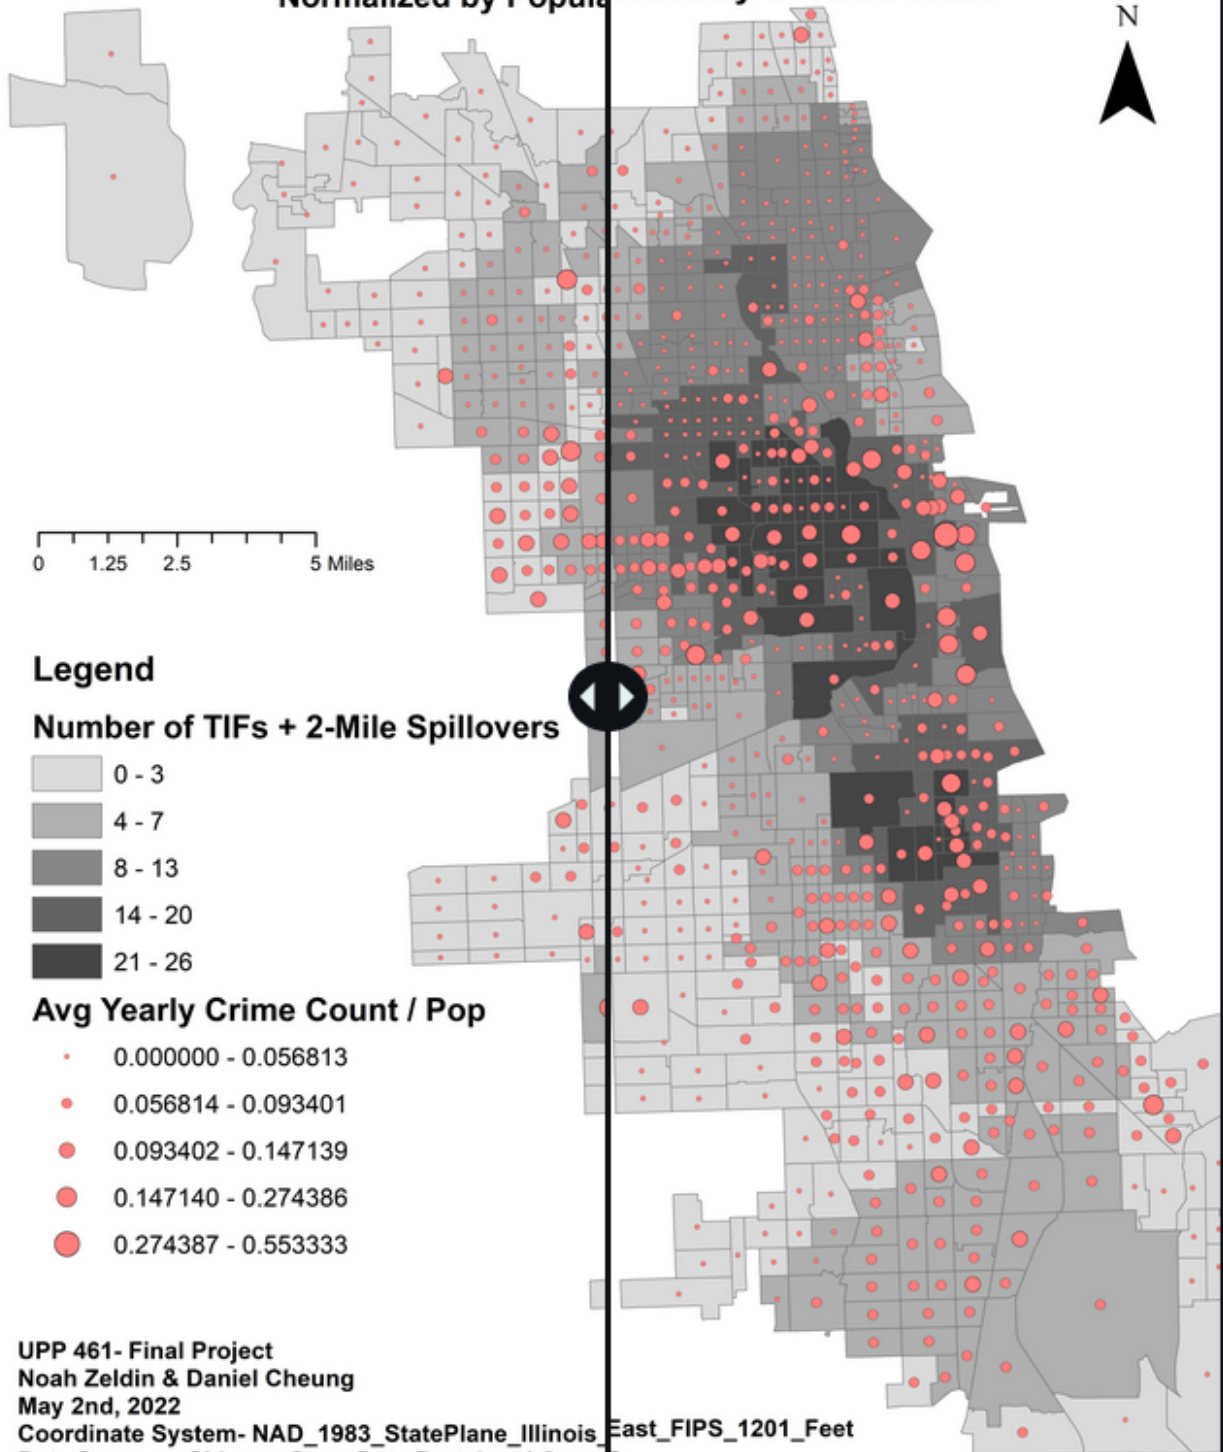 Normalized by Popula
N
0 1.25 2.5 5 Miles
Legend
Number of TIFs + 2-Mile Spillovers
0 - 3
4 - 7
8 - 13
14 - 20
21 - 26
Avg Yearly Crime Count / Pop
0.000000 - 0.056813
0.056814 - 0.093401
0.093402 - 0.147139
0.147140 - 0.274386
0.274387 - 0.553333
UPP 461- Final Project
Noah Zeldin & Daniel Cheung
May 2nd, 2022
Coordinate System- NAD_1983_StatePlane_Illinois_East_FIPS_1201_Feet